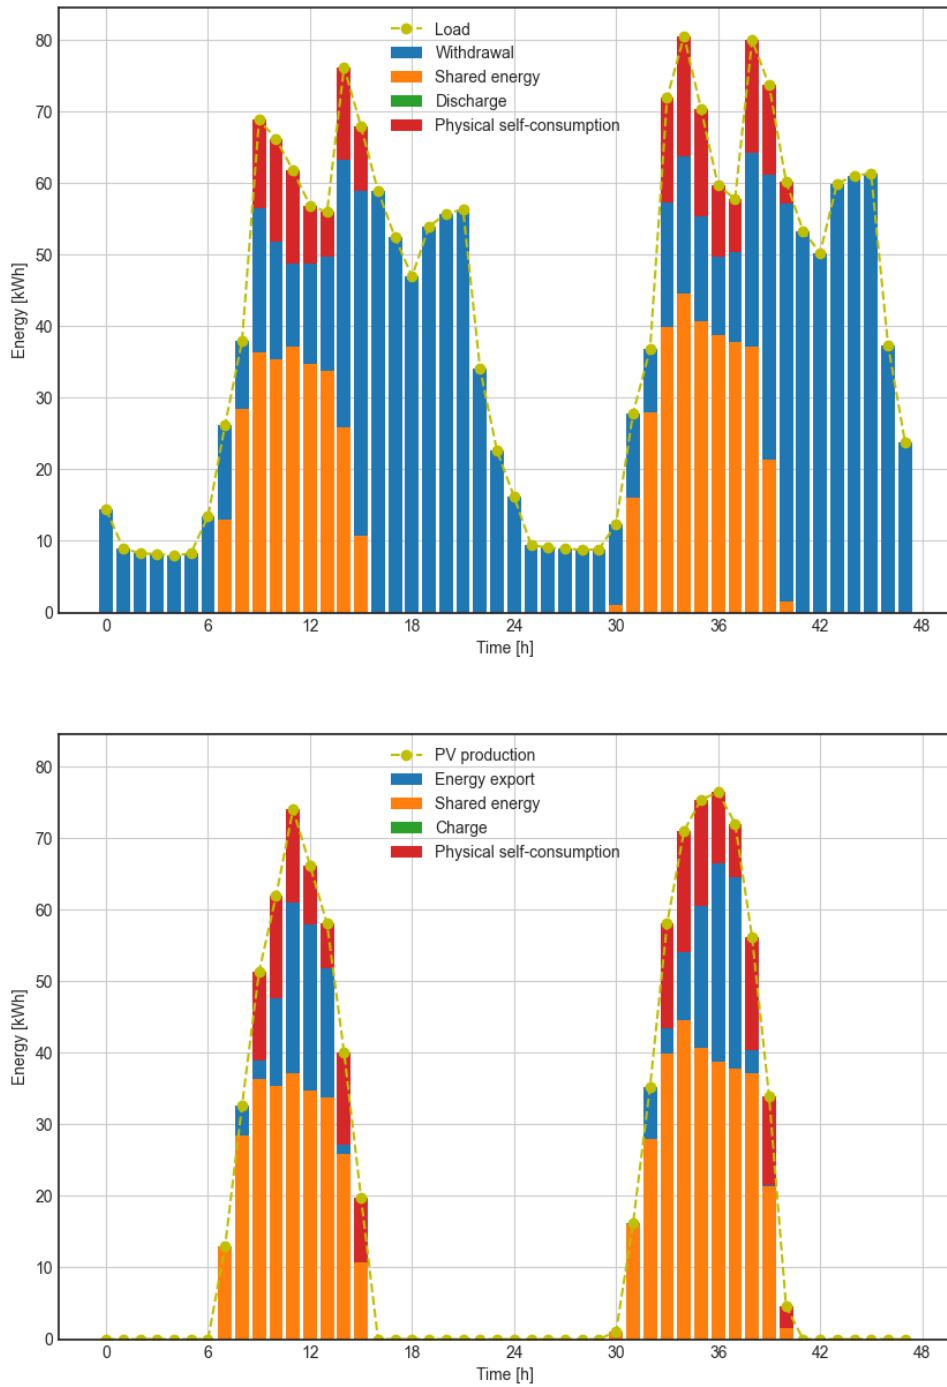 80
70
60
50
40
30
20
10
0
Energy [kWh]
Load
Withdrawal
Shared energy
Discharge
Physical self-consumption
0 6 12 18 24 30 36 42 48
Time [h]
80
70
60
50
40
30
20
10
0
Energy [kWh]
PV production
Energy export
Shared energy
Charge
Physical self-consumption
0 6 12 18 24 30 36 42 48
Time [h]